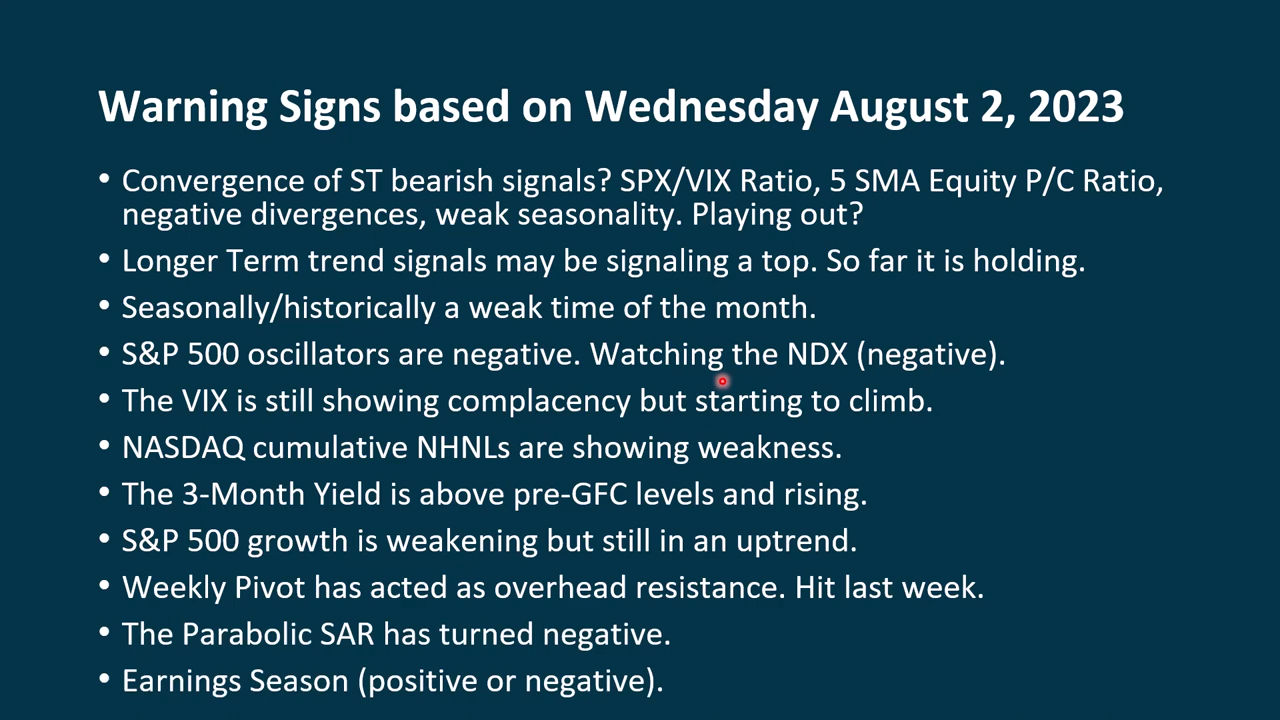 Warning Signs based on Wednesday August 2, 2023
• Convergence of ST bearish signals? SPX/VIX Ratio, 5 SMA Equity P/C Ratio,
negative divergences, weak seasonality. Playing out?
• Longer Term trend signals may be signaling a top. So far it is holding.
• Seasonally/historically a weak time of the month.
• S&P 500 oscillators are negative. Watching the NDX (negative).
• The VIX is still showing complacency but starting to climb.
• NASDAQ cumulative NHNLs are showing weakness.
• The 3-Month Yield is above pre-GFC levels and rising.
• S&P 500 growth is weakening but still in an uptrend.
• Weekly Pivot has acted as overhead resistance. Hit last week.
• The Parabolic SAR has turned negative.
• Earnings Season (positive or negative).